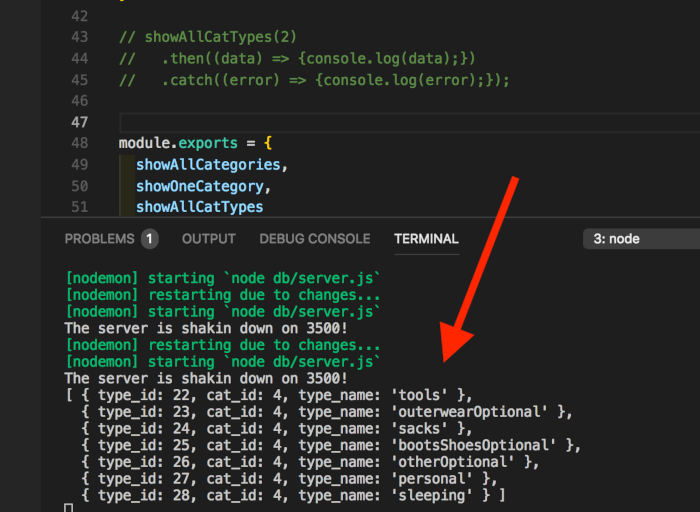 42
43 // showAllCatTypes(2)
44 //   .then((data) => {console.log(data);})
45 //   .catch((error) => {console.log(error);});
46
47
48 module.exports = {
49   showAllCategories,
50   showOneCategory,
51   showAllCatTypes
PROBLEMS 1 OUTPUT DEBUG CONSOLE TERMINAL 3: node
[nodemon] starting `node db/server.js`
[nodemon] restarting due to changes...
[nodemon] starting `node db/server.js`
The server is shakin down on 3500!
[nodemon] restarting due to changes...
[nodemon] starting `node db/server.js`
The server is shakin down on 3500!
[ { type_id: 22, cat_id: 4, type_name: 'tools' },
  { type_id: 23, cat_id: 4, type_name: 'outerwearOptional' },
  { type_id: 24, cat_id: 4, type_name: 'sacks' },
  { type_id: 25, cat_id: 4, type_name: 'bootsShoesOptional' },
  { type_id: 26, cat_id: 4, type_name: 'otherOptional' },
  { type_id: 27, cat_id: 4, type_name: 'personal' },
  { type_id: 28, cat_id: 4, type_name: 'sleeping' } ]